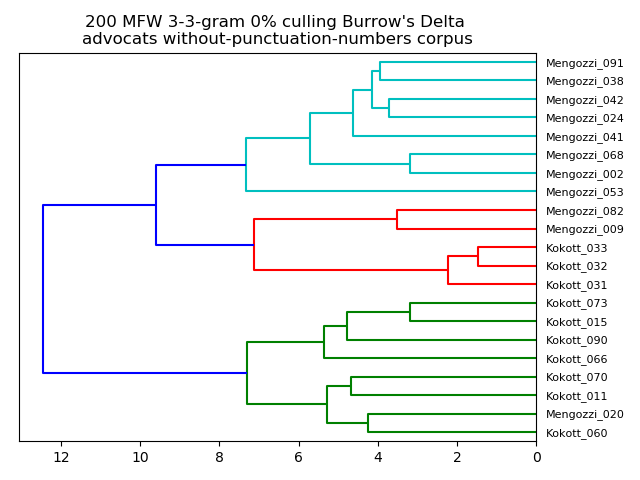 200 MFW 3-3-gram 0% culling Burrow's Delta
advocats without-punctuation-numbers corpus
Mengozzi_091
Mengozzi_038
Mengozzi_042
Mengozzi_024
Mengozzi_041
Mengozzi_068
Mengozzi_002
Mengozzi_053
Mengozzi_082
Mengozzi_009
Kokott_033
Kokott_032
Kokott_031
Kokott_073
Kokott_015
Kokott_090
Kokott_066
Kokott_070
Kokott_011
Mengozzi_020
Kokott_060
12 10 8 6 4 2 0